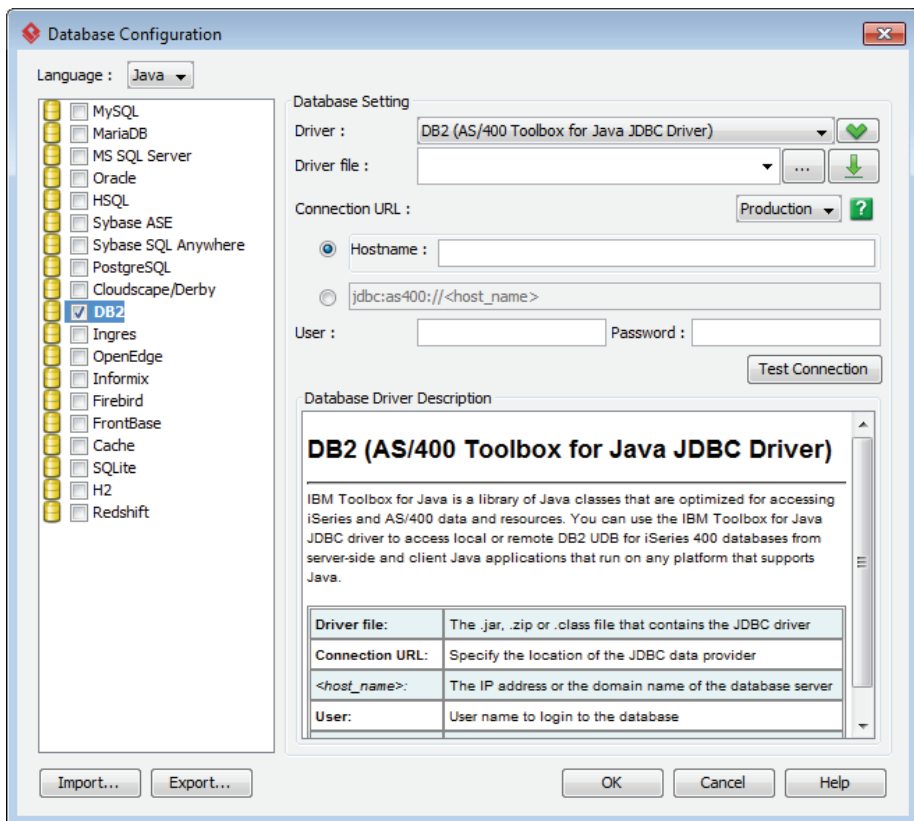 Database Configuration
Language : Java
MySQL
MariaDB
MS SQL Server
Oracle
HSQL
Sybase ASE
Sybase SQL Anywhere
PostgreSQL
Cloudscape/Derby
DB2
Ingres
OpenEdge
Informix
Firebird
FrontBase
Cache
SQLite
H2
Redshift
Database Setting
Driver : DB2 (AS/400 Toolbox for Java JDBC Driver)
Driver file : ...
Connection URL : Production ?
Hostname :
jdbc:as400://<host_name>
User : Password :
Test Connection
Database Driver Description
DB2 (AS/400 Toolbox for Java JDBC Driver)
IBM Toolbox for Java is a library of Java classes that are optimized for accessing
iSeries and AS/400 data and resources. You can use the IBM Toolbox for Java
JDBC driver to access local or remote DB2 UDB for iSeries 400 databases from
server-side and client Java applications that run on any platform that supports
Java.
Driver file: The .jar, .zip or .class file that contains the JDBC driver
Connection URL: Specify the location of the JDBC data provider
<host_name>: The IP address or the domain name of the database server
User: User name to login to the database
Import... Export... OK Cancel Help